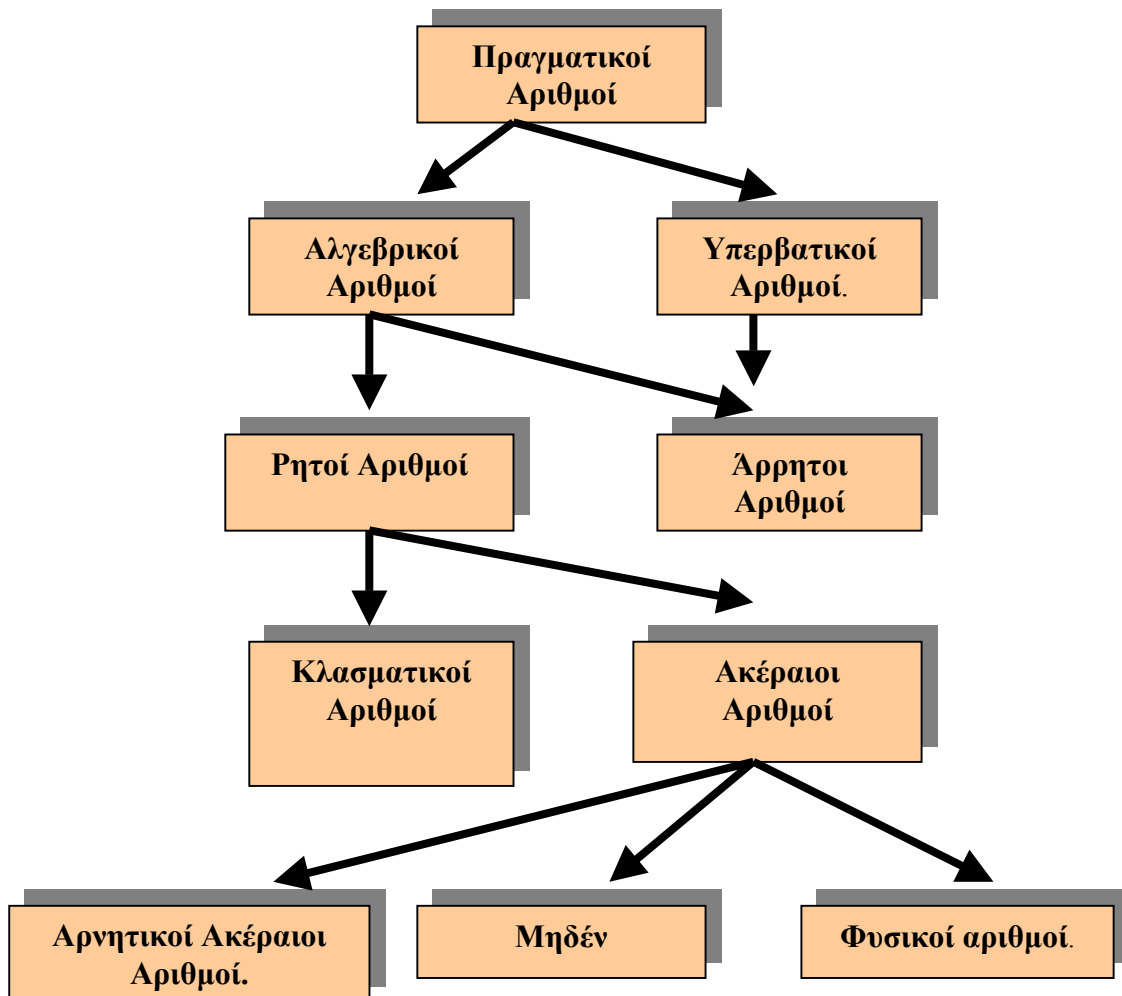 Πραγματικοί
Αριθμοί
Αλγεβρικοί
Αριθμοί
Υπερβατικοί
Αριθμοί.
Ρητοί Αριθμοί
Άρρητοι
Αριθμοί
Κλασματικοί
Αριθμοί
Ακέραιοι
Αριθμοί
Αρνητικοί Ακέραιοι
Αριθμοί.
Μηδέν
Φυσικοί αριθμοί.